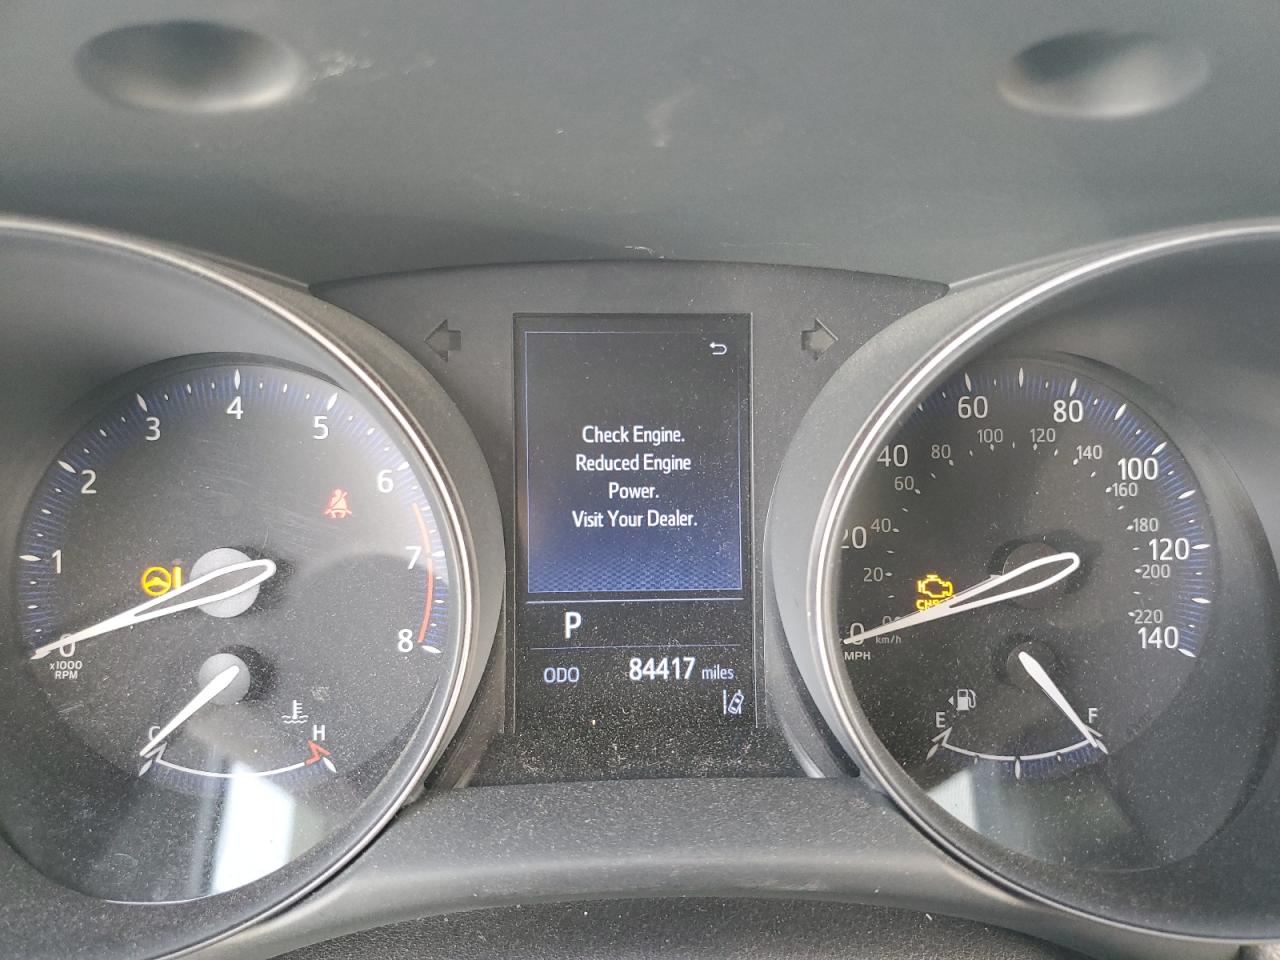 Check Engine.
Reduced Engine
Power.
Visit Your Dealer.
P
ODO 84417 miles
0
1
2
3
4
5
6
7
8
x1000
RPM
C
H
0
20
40
60
80
100
120
140
MPH
20
40
60
80
100
120
140
160
180
200
220
km/h
E
F